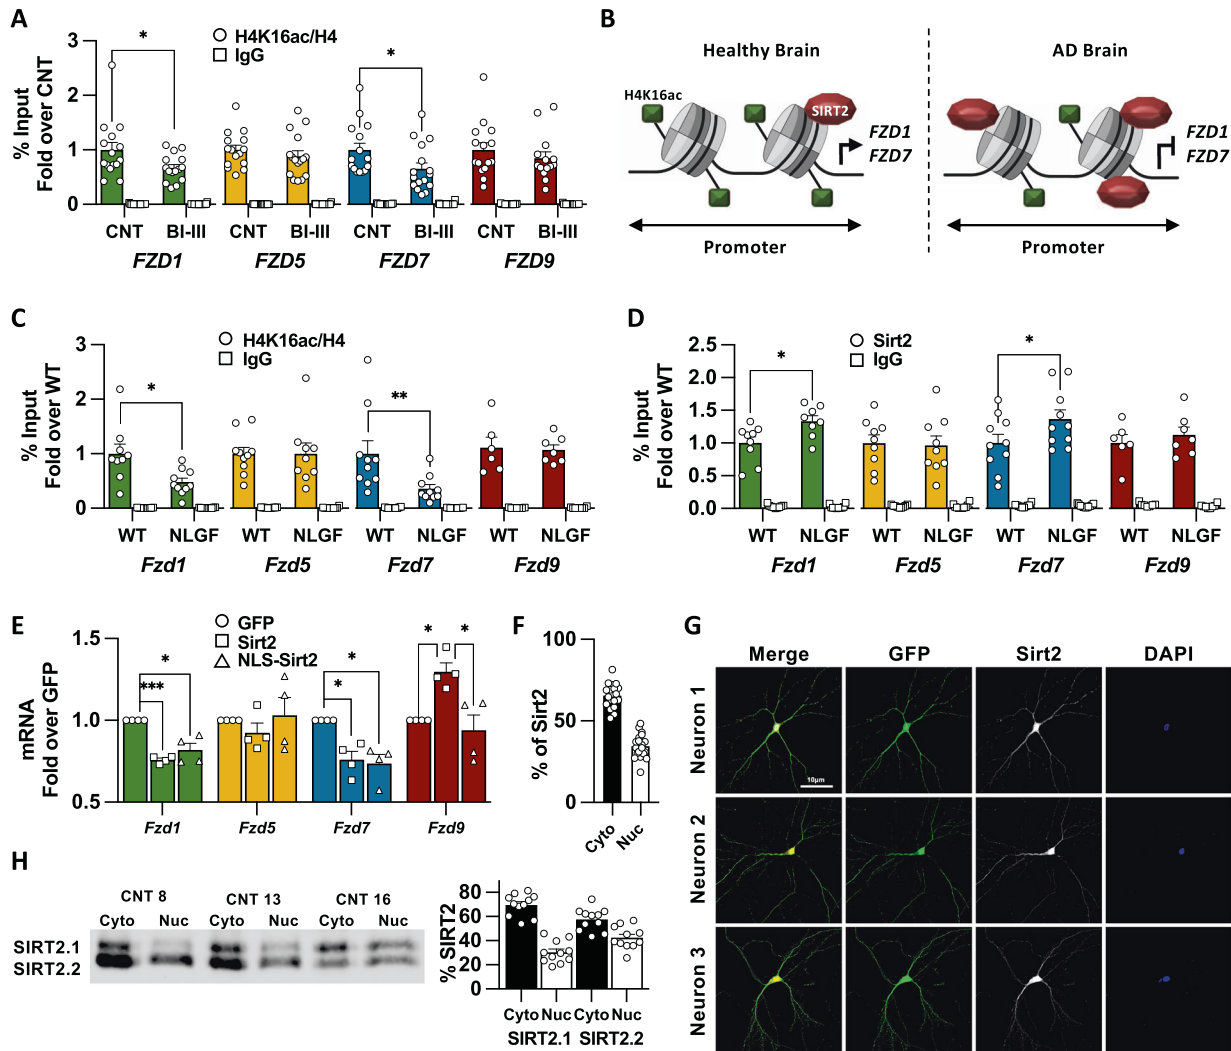 A
% Input
Fold over CNT
3
2
1
0
H4K16ac/H4
IgG
*
*
CNT BI-III CNT BI-III CNT BI-III CNT BI-III
FZD1 FZD5 FZD7 FZD9
B
Healthy Brain AD Brain
H4K16ac
SIRT2
FZD1
FZD7
FZD1
FZD7
Promoter Promoter
C
% Input
Fold over WT
3
2
1
0
H4K16ac/H4
IgG
*
**
WT NLGF WT NLGF WT NLGF WT NLGF
Fzd1 Fzd5 Fzd7 Fzd9
D
% Input
Fold over WT
2.5
2.0
1.5
1.0
0.5
0.0
Sirt2
IgG
*
*
WT NLGF WT NLGF WT NLGF WT NLGF
Fzd1 Fzd5 Fzd7 Fzd9
E
mRNA
Fold over GFP
1.5
1.0
0.5
GFP
Sirt2
NLS-Sirt2
***
*
*
*
*
*
Fzd1 Fzd5 Fzd7 Fzd9
F
% of Sirt2
100
50
0
Cyto Nuc
G
Merge GFP Sirt2 DAPI
Neuron 1
10µm
Neuron 2
Neuron 3
H
CNT 8 CNT 13 CNT 16
Cyto Nuc Cyto Nuc Cyto Nuc
SIRT2.1
SIRT2.2
% SIRT2
80
60
40
20
0
Cyto Nuc Cyto Nuc
SIRT2.1 SIRT2.2